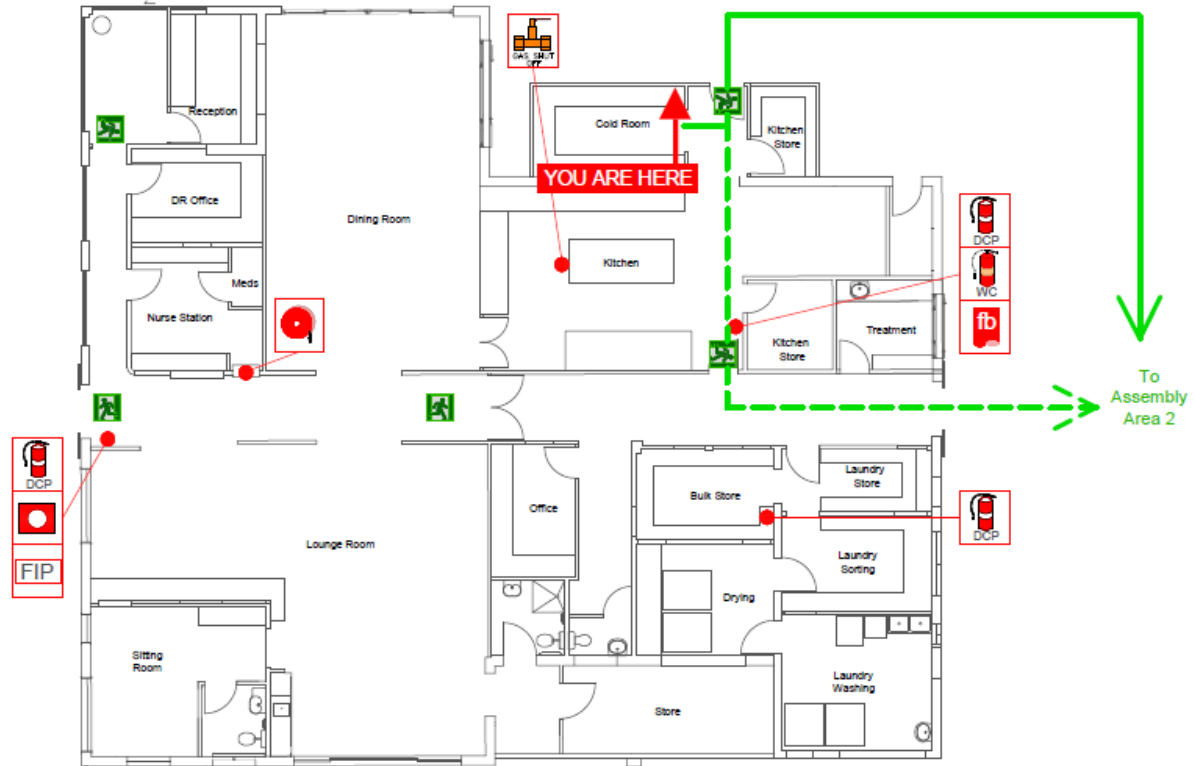 GAS SHUT
OFF
Reception
Cold Room
Kitchen
Store
YOU ARE HERE
DR Office
Dining Room
DCP
Kitchen
WC
Meds
Nurse Station
fb
Treatment
Kitchen
Store
To
Assembly
Area 2
DCP
FIP
Laundry
Store
Bulk Store
Office
DCP
Lounge Room
Laundry
Sorting
Drying
Sitting
Room
Laundry
Washing
Store